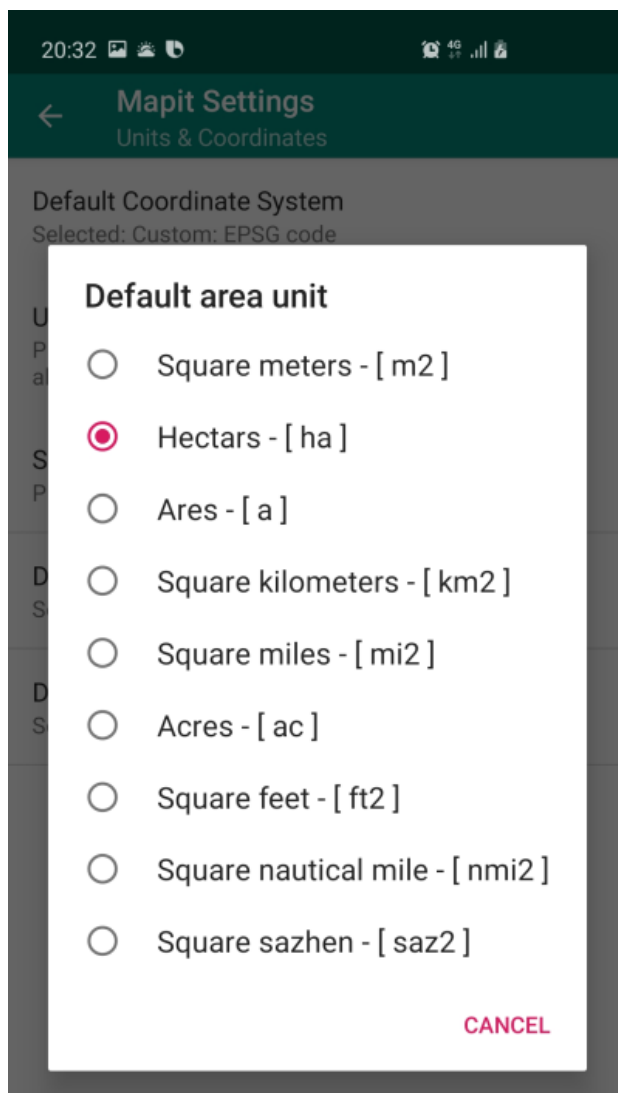 20:32
4G
Mapit Settings
Units & Coordinates
Default Coordinate System
Selected: Custom: EPSG code
Default area unit
Square meters - [ m2 ]
Hectars - [ ha ]
Ares - [ a ]
Square kilometers - [ km2 ]
Square miles - [ mi2 ]
Acres - [ ac ]
Square feet - [ ft2 ]
Square nautical mile - [ nmi2 ]
Square sazhen - [ saz2 ]
CANCEL